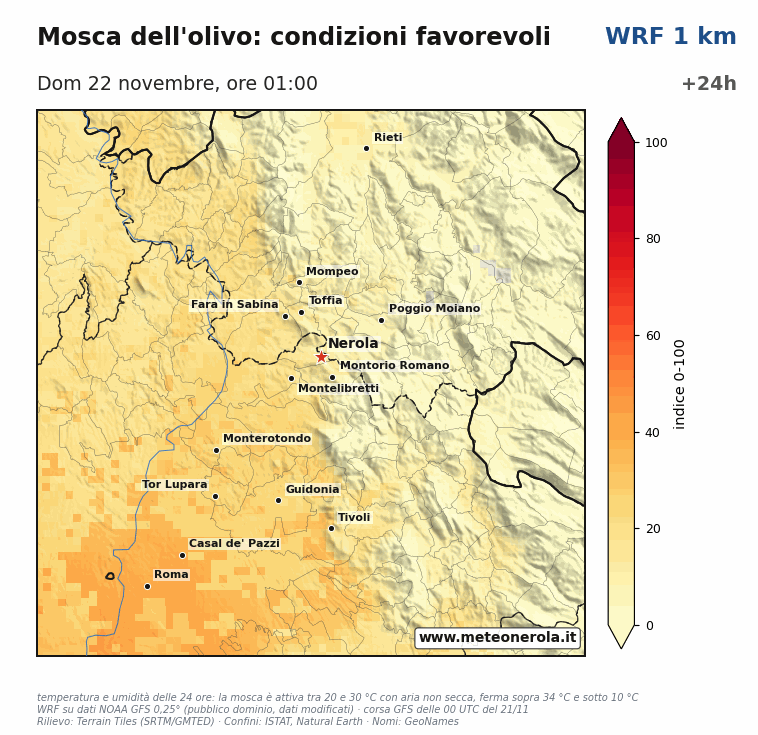 Mosca dell'olivo: condizioni favorevoli
WRF 1 km
Dom 22 novembre, ore 01:00
+24h
Rieti
Mompeo
Toffia
Fara in Sabina
Poggio Moiano
Nerola
Montorio Romano
Montelibretti
Monterotondo
Tor Lupara
Guidonia
Tivoli
Casal de' Pazzi
Roma
www.meteonerola.it
100
80
60
40
20
0
indice 0-100
temperatura e umidità delle 24 ore: la mosca è attiva tra 20 e 30 °C con aria non secca, ferma sopra 34 °C e sotto 10 °C
WRF su dati NOAA GFS 0,25° (pubblico dominio, dati modificati) · corsa GFS delle 00 UTC del 21/11
Rilievo: Terrain Tiles (SRTM/GMTED) · Confini: ISTAT, Natural Earth · Nomi: GeoNames